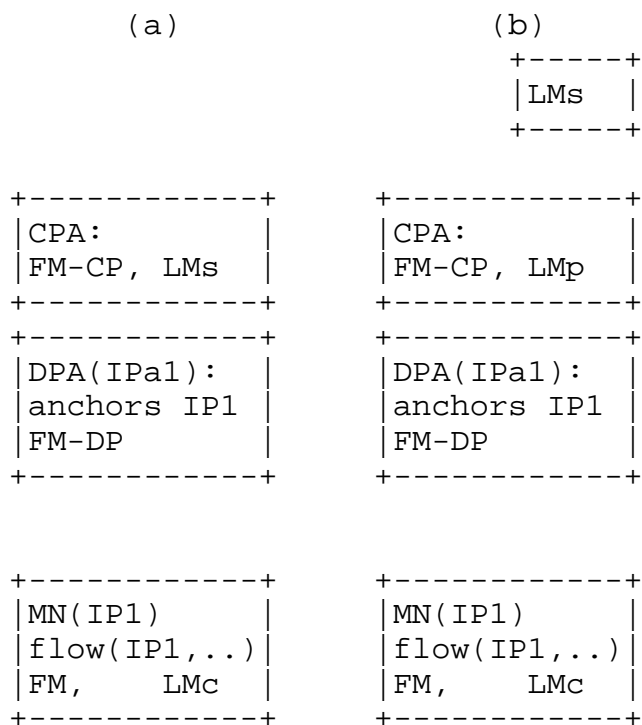 (a) (b)
+-----+
|LMs |
+-----+
+------------+ +------------+
|CPA: | |CPA: |
|FM-CP, LMs | |FM-CP, LMp |
+------------+ +------------+
+------------+ +------------+
|DPA(IPa1): | |DPA(IPa1): |
|anchors IP1 | |anchors IP1 |
|FM-DP | |FM-DP |
+------------+ +------------+
+------------+ +------------+
|MN(IP1) | |MN(IP1) |
|flow(IP1,..)| |flow(IP1,..)|
|FM, LMc | |FM, LMc |
+------------+ +------------+